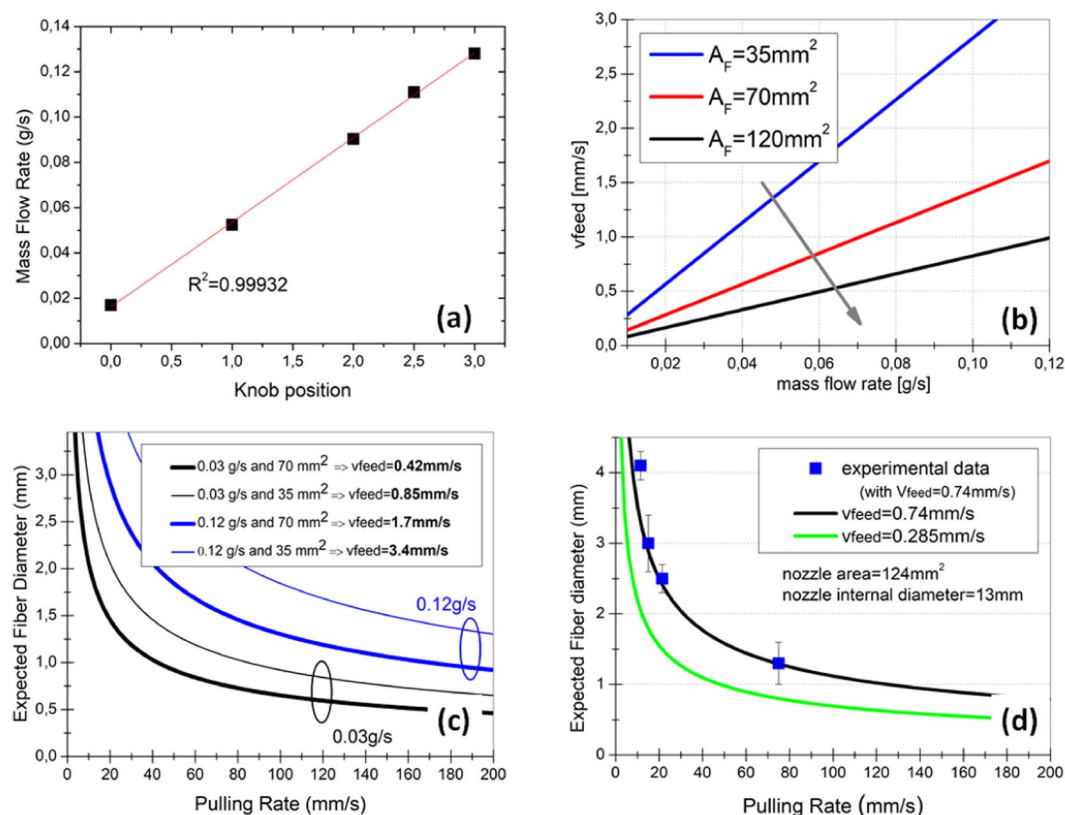 0,14
0,12
0,10
0,08
0,06
0,04
0,02
0,00
Mass Flow Rate (g/s)
R²=0.99932
(a)
0,0 0,5 1,0 1,5 2,0 2,5 3,0
Knob position
3,0
2,5
2,0
1,5
1,0
0,5
0,0
vfeed [mm/s]
A_F=35mm²
A_F=70mm²
A_F=120mm²
(b)
0,02 0,04 0,06 0,08 0,10 0,12
mass flow rate [g/s]
3,0
2,5
2,0
1,5
1,0
0,5
0,0
Expected Fiber Diameter (mm)
0.03 g/s and 70 mm² => vfeed=0.42mm/s
0.03 g/s and 35 mm² => vfeed=0.85mm/s
0.12 g/s and 70 mm² => vfeed=1.7mm/s
0.12 g/s and 35 mm² => vfeed=3.4mm/s
0.12g/s
0.03g/s
(c)
0 20 40 60 80 100 120 140 160 180 200
Pulling Rate (mm/s)
4
3
2
1
0
Expected Fiber diameter (mm)
experimental data
(with Vfeed=0.74mm/s)
vfeed=0.74mm/s
vfeed=0.285mm/s
nozzle area=124mm²
nozzle internal diameter=13mm
(d)
0 20 40 60 80 100 120 140 160 180 200
Pulling Rate (mm/s)